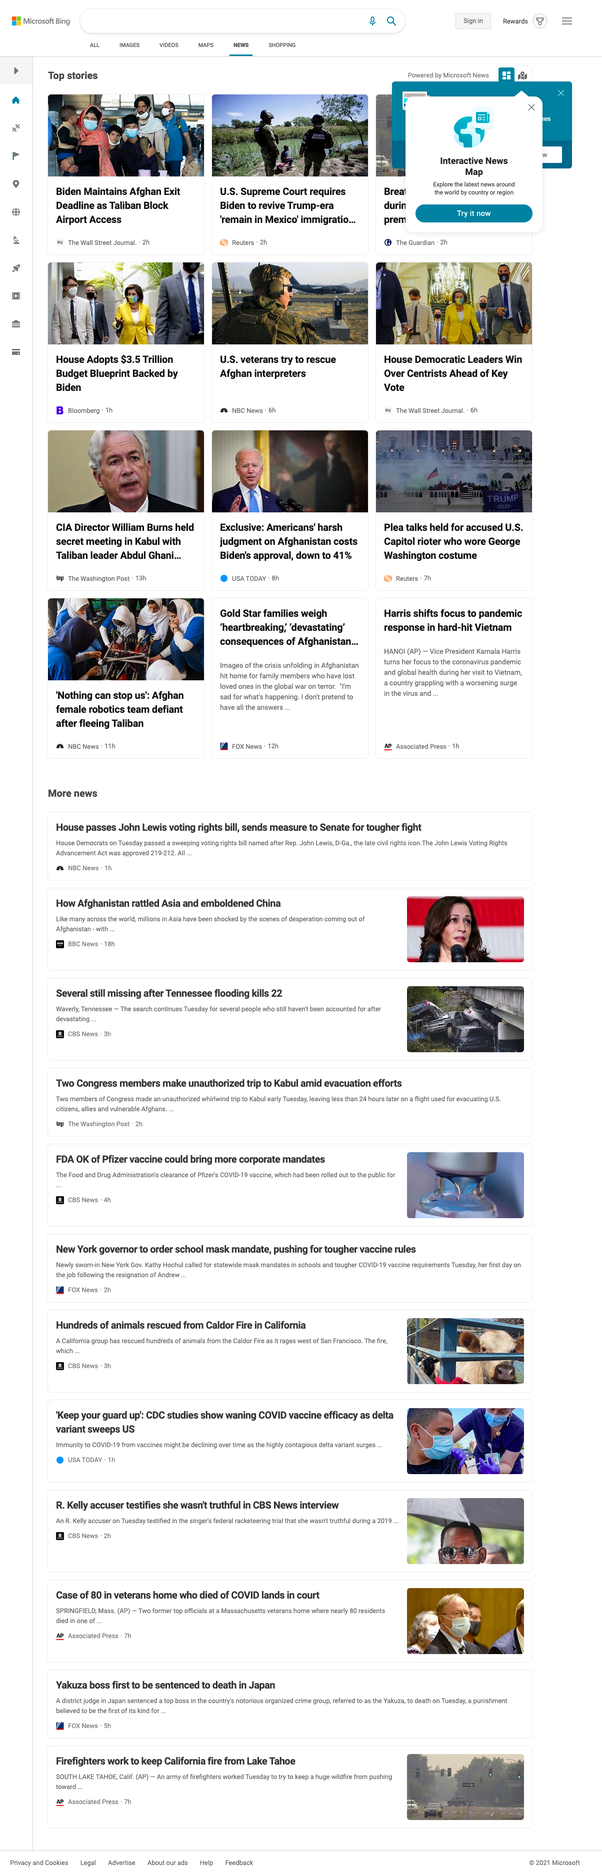 Microsoft Bing
Sign in
Rewards
ALL
IMAGES
VIDEOS
MAPS
NEWS
SHOPPING
Top stories
Powered by Microsoft News
Interactive News
Map
Explore the latest news around
the world by country or region
Try it now
Biden Maintains Afghan Exit
Deadline as Taliban Block
Airport Access
The Wall Street Journal. · 2h
U.S. Supreme Court requires
Biden to revive Trump-era
'remain in Mexico' immigratio...
Reuters · 2h
The Guardian · 2h
House Adopts $3.5 Trillion
Budget Blueprint Backed by
Biden
Bloomberg · 1h
U.S. veterans try to rescue
Afghan interpreters
NBC News · 6h
House Democratic Leaders Win
Over Centrists Ahead of Key
Vote
The Wall Street Journal. · 6h
CIA Director William Burns held
secret meeting in Kabul with
Taliban leader Abdul Ghani...
The Washington Post · 13h
Exclusive: Americans' harsh
judgment on Afghanistan costs
Biden's approval, down to 41%
USA TODAY · 8h
TRUMP
Plea talks held for accused U.S.
Capitol rioter who wore George
Washington costume
Reuters · 7h
'Nothing can stop us': Afghan
female robotics team defiant
after fleeing Taliban
NBC News · 11h
Gold Star families weigh
'heartbreaking,' 'devastating'
consequences of Afghanistan...
Images of the crisis unfolding in Afghanistan
hit home for family members who have lost
loved ones in the global war on terror. "I'm
sad for what's happening. I don't pretend to
have all the answers ...
FOX News · 12h
Harris shifts focus to pandemic
response in hard-hit Vietnam
HANOI (AP) — Vice President Kamala Harris
turns her focus to the coronavirus pandemic
and global health during her visit to Vietnam,
a country grappling with a worsening surge
in the virus and ...
AP Associated Press · 1h
More news
House passes John Lewis voting rights bill, sends measure to Senate for tougher fight
House Democrats on Tuesday passed a sweeping voting rights bill named after Rep. John Lewis, D-Ga., the late civil rights icon.The John Lewis Voting Rights
Advancement Act was approved 219-212. All ...
NBC News · 1h
How Afghanistan rattled Asia and emboldened China
Like many across the world, millions in Asia have been shocked by the scenes of desperation coming out of
Afghanistan - with ...
BBC News · 18h
Several still missing after Tennessee flooding kills 22
Waverly, Tennessee — The search continues Tuesday for several people who still haven't been accounted for after
devastating ...
CBS News · 3h
Two Congress members make unauthorized trip to Kabul amid evacuation efforts
Two members of Congress made an unauthorized whirlwind trip to Kabul early Tuesday, leaving less than 24 hours later on a flight used for evacuating U.S.
citizens, allies and vulnerable Afghans. ...
The Washington Post · 2h
FDA OK of Pfizer vaccine could bring more corporate mandates
The Food and Drug Administration's clearance of Pfizer's COVID-19 vaccine, which had been rolled out to the public for
...
CBS News · 4h
New York governor to order school mask mandate, pushing for tougher vaccine rules
Newly sworn-in New York Gov. Kathy Hochul called for statewide mask mandates in schools and tougher COVID-19 vaccine requirements Tuesday, her first day on
the job following the resignation of Andrew ...
FOX News · 2h
Hundreds of animals rescued from Caldor Fire in California
A California group has rescued hundreds of animals from the Caldor Fire as it rages west of San Francisco. The fire,
which ...
CBS News · 3h
'Keep your guard up': CDC studies show waning COVID vaccine efficacy as delta
variant sweeps US
Immunity to COVID-19 from vaccines might be declining over time as the highly contagious delta variant surges ...
USA TODAY · 1h
R. Kelly accuser testifies she wasn't truthful in CBS News interview
An R. Kelly accuser on Tuesday testified in the singer's federal racketeering trial that she wasn't truthful during a 2019 ...
CBS News · 2h
Case of 80 in veterans home who died of COVID lands in court
SPRINGFIELD, Mass. (AP) — Two former top officials at a Massachusetts veterans home where nearly 80 residents
died in one of ...
AP Associated Press · 7h
Yakuza boss first to be sentenced to death in Japan
A district judge in Japan sentenced a top boss in the country's notorious organized crime group, referred to as the Yakuza, to death on Tuesday, a punishment
believed to be the first of its kind for ...
FOX News · 5h
Firefighters work to keep California fire from Lake Tahoe
SOUTH LAKE TAHOE, Calif. (AP) — An army of firefighters worked Tuesday to try to keep a huge wildfire from pushing
toward ...
AP Associated Press · 7h
Privacy and Cookies
Legal
Advertise
About our ads
Help
Feedback
© 2021 Microsoft